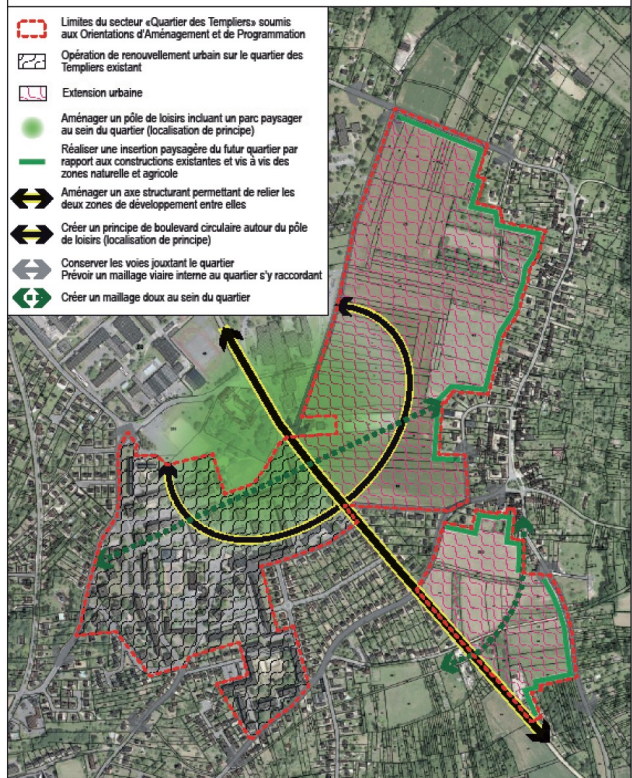 Limites du secteur «Quartier des Templiers» soumis
aux Orientations d'Aménagement et de Programmation
Opération de renouvellement urbain sur le quartier des
Templiers existant
Extension urbaine
Aménager un pôle de loisirs incluant un parc paysager
au sein du quartier (localisation de principe)
Réaliser une insertion paysagère du futur quartier par
rapport aux constructions existantes et vis à vis des
zones naturelle et agricole
Aménager un axe structurant permettant de relier les
deux zones de développement entre elles
Créer un principe de boulevard circulaire autour du pôle
de loisirs (localisation de principe)
Conserver les voies jouxtant le quartier
Prévoir un maillage viaire interne au quartier s'y raccordant
Créer un maillage doux au sein du quartier